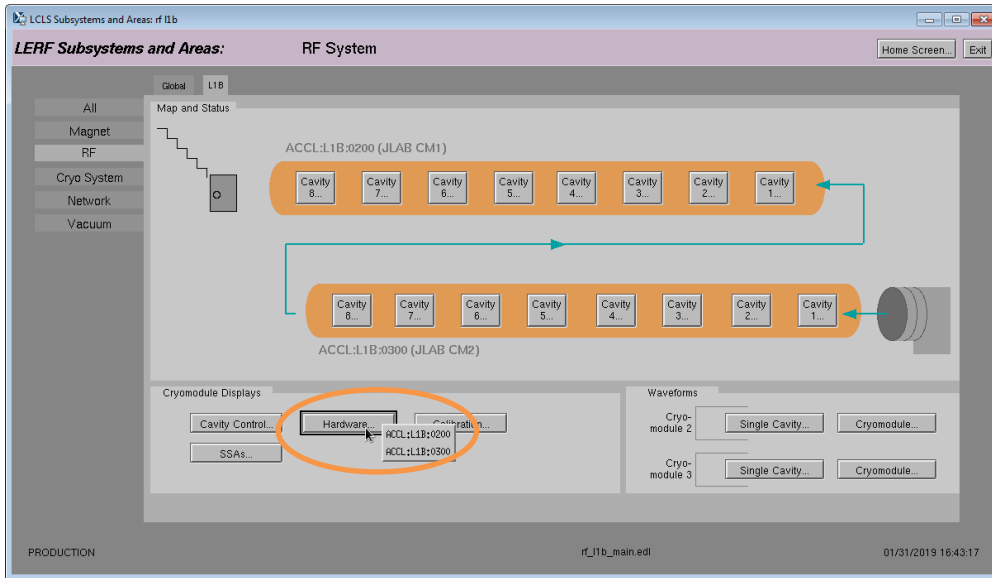 LCLS Subsystems and Areas: rf l1b
LERF Subsystems and Areas:
RF System
Home Screen...
Exit
Global
L1B
All
Magnet
RF
Cryo System
Network
Vacuum
Map and Status
ACCL:L1B:0200 (JLAB CM1)
Cavity
8...
Cavity
7...
Cavity
6...
Cavity
5...
Cavity
4...
Cavity
3...
Cavity
2...
Cavity
1...
Cavity
8...
Cavity
7...
Cavity
6...
Cavity
5...
Cavity
4...
Cavity
3...
Cavity
2...
Cavity
1...
ACCL:L1B:0300 (JLAB CM2)
Cryomodule Displays
Cavity Control...
Hardware...
Calibration...
ACCL:L1B:0200
ACCL:L1B:0300
SSAs...
Waveforms
Cryo-
module 2
Single Cavity...
Cryomodule...
Cryo-
module 3
Single Cavity...
Cryomodule...
PRODUCTION
rf_l1b_main.edl
01/31/2019 16:43:17